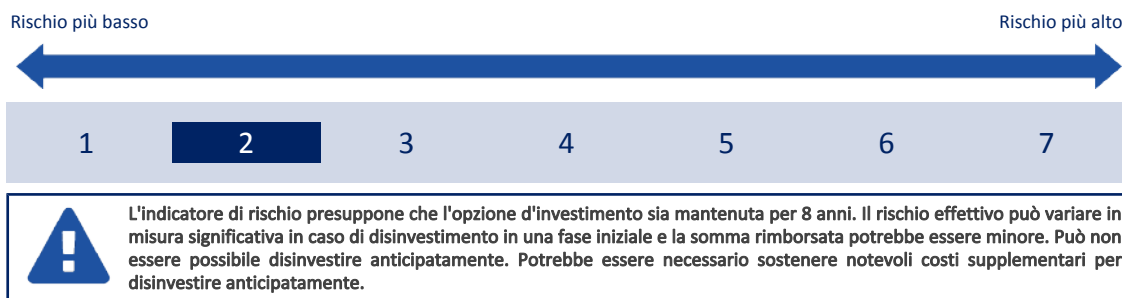 Rischio più basso Rischio più alto
1 2 3 4 5 6 7
L'indicatore di rischio presuppone che l'opzione d'investimento sia mantenuta per 8 anni. Il rischio effettivo può variare in
misura significativa in caso di disinvestimento in una fase iniziale e la somma rimborsata potrebbe essere minore. Può non
essere possibile disinvestire anticipatamente. Potrebbe essere necessario sostenere notevoli costi supplementari per
disinvestire anticipatamente.